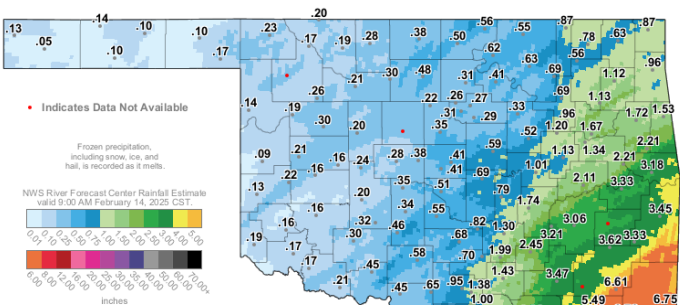 .20
.14 .56 .87 .87
.13 .10 .10 .23 .28 .38 .55 .63
.05 .17 .19 .50 .78
.10 .17 .62 .63 .56 .96
.21 .30 .48 .31 .41 .69 1.12
.26 .22 .26 .27 .69 1.13
.14 .19 .31 .33 .96 1.72 1.53
.30 .20 .35 .29 .52 1.20 1.67
Indicates Data Not Available
Frozen precipitation,
including snow, ice, and
hail, is recorded as it melts.
.21 .59 2.21
.09 .16 .24 .28 .38 .41 1.13 1.34 2.21
.22 .16 .41 1.01 3.18
.13 .35 .51 .69 2.11 3.33
.20 .79
NWS River Forecast Center Rainfall Estimate
valid 9:00 AM February 14, 2025 CST.
.16 .34 .55 1.74 3.45
.16 .32 .46 .82 1.30 3.06
.19 .30 .68 3.21 3.62 3.33
.17 .58 .70 1.99 2.45
.17 .45 1.43 3.47
.21 .45 .65 .95 1.38 6.61
1.00 5.49 6.75
0.01 0.10 0.25 0.50 0.75 1.00 1.50 2.00 2.50 3.00 4.00 5.00
6.00 8.00 12.00 16.00 20.00 25.00 30.00 35.00 40.00 50.00 60.00 70.00+
inches